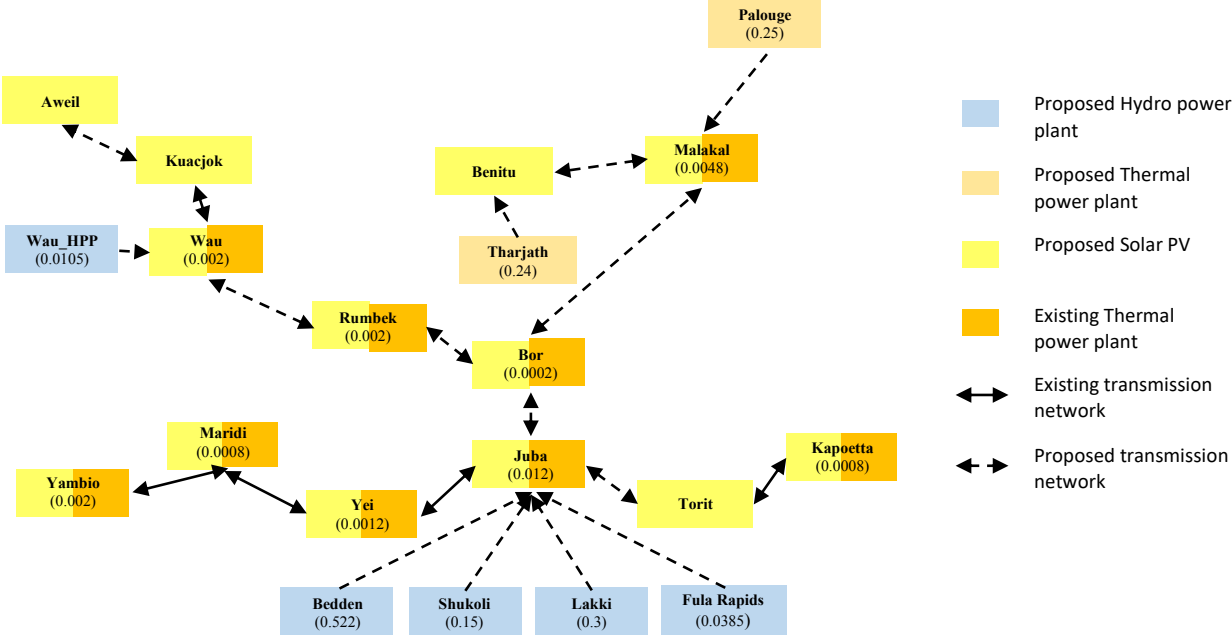 Palouge
(0.25)
Aweil
Kuacjok
Malakal
(0.0048)
Benitu
Wau_HPP
(0.0105)
Wau
(0.002)
Tharjath
(0.24)
Rumbek
(0.002)
Bor
(0.0002)
Maridi
(0.0008)
Juba
(0.012)
Kapoetta
(0.0008)
Yambio
(0.002)
Yei
(0.0012)
Torit
Bedden
(0.522)
Shukoli
(0.15)
Lakki
(0.3)
Fula Rapids
(0.0385)
Proposed Hydro power
plant
Proposed Thermal
power plant
Proposed Solar PV
Existing Thermal
power plant
Existing transmission
network
Proposed transmission
network